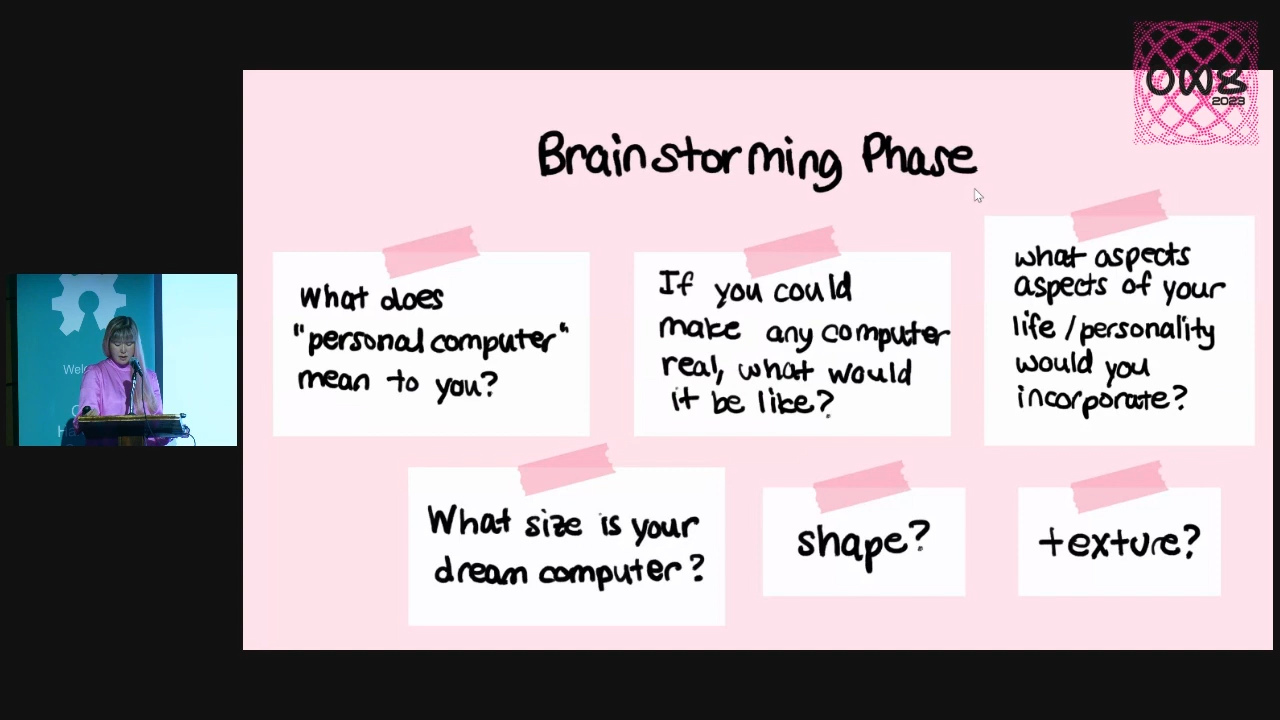 OW8
2023
Brainstorming Phase
What does
"personal computer"
mean to you?
If you could
make any computer
real, what would
it be like?
what aspects
aspects of your
life / personality
would you
incorporate?
What size is your
dream computer?
shape?
texture?
Wel